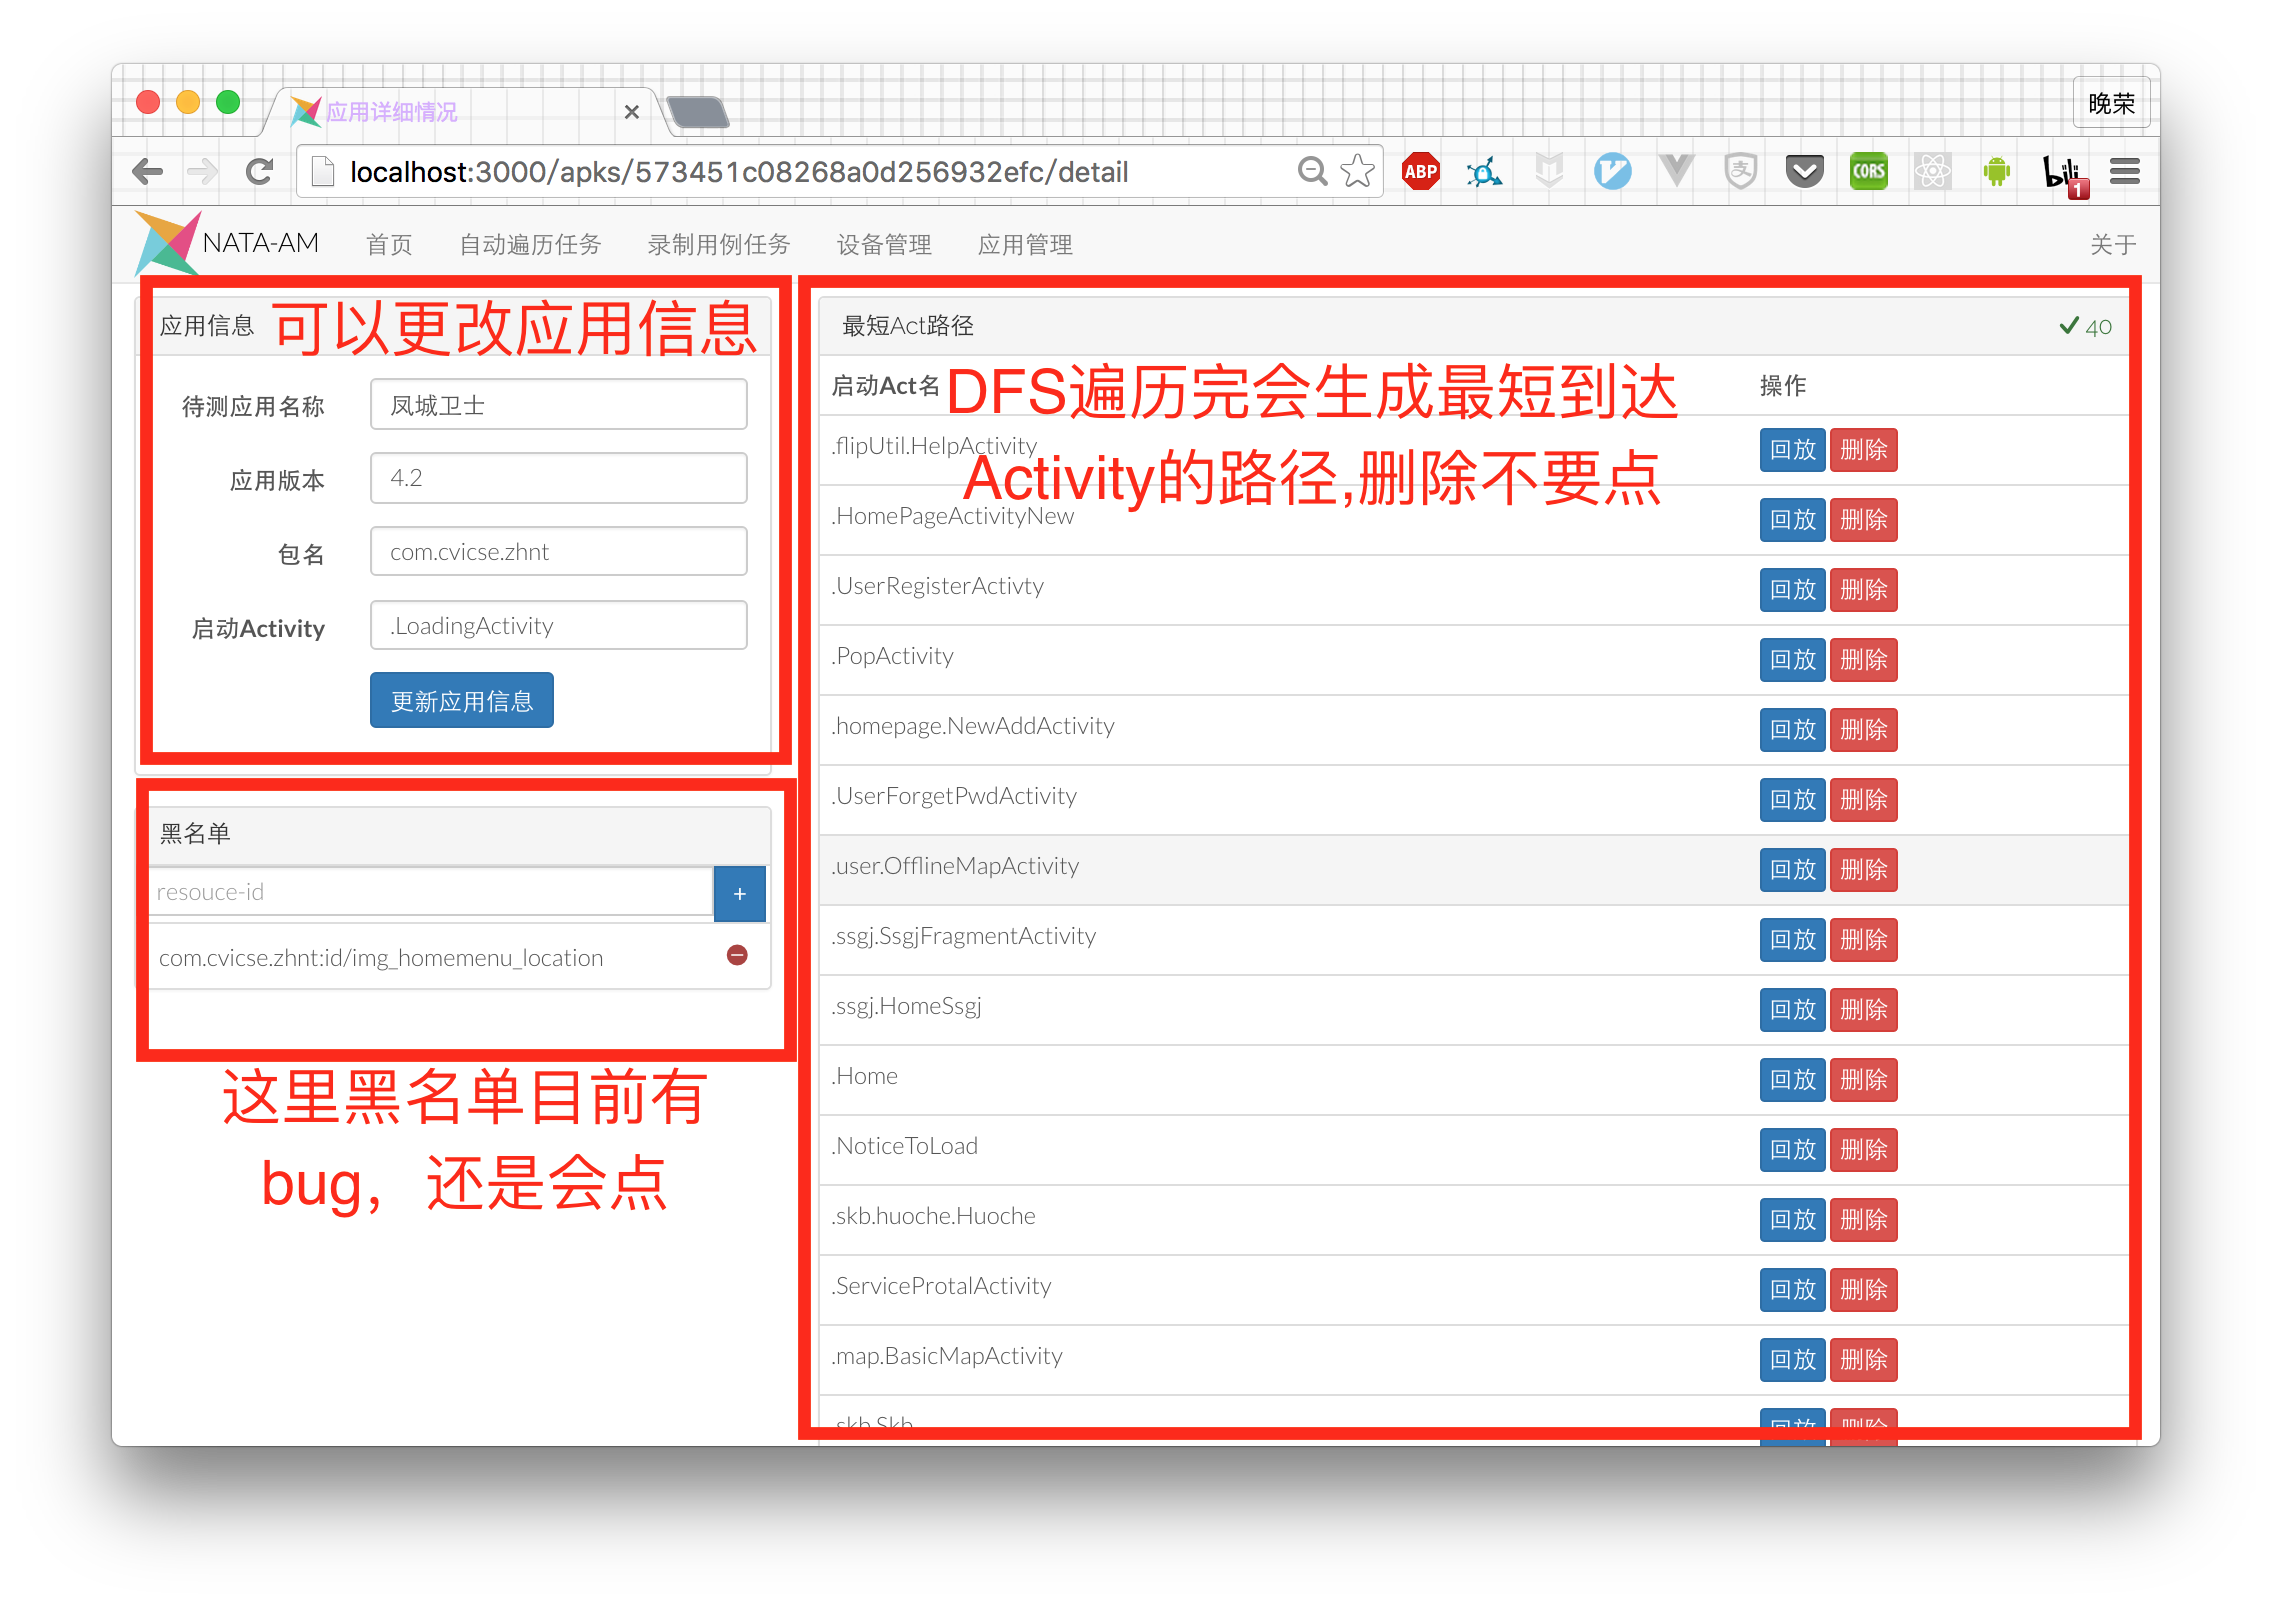 应用详细情况
晚荣
localhost:3000/apks/573451c08268a0d256932efc/detail
ABP
CORS
bili
1
NATA-AM 首页 自动遍历任务 录制用例任务 设备管理 应用管理 关于
应用信息
可以更改应用信息
待测应用名称 凤城卫士
应用版本 4.2
包名 com.cvicse.zhnt
启动Activity .LoadingActivity
更新应用信息
黑名单
resouce-id +
com.cvicse.zhnt:id/img_homemenu_location
这里黑名单目前有
bug，还是会点
最短Act路径 40
启动Act名 操作
DFS遍历完会生成最短到达
Activity的路径,删除不要点
.flipUtil.HelpActivity 回放 删除
.HomePageActivityNew 回放 删除
.UserRegisterActivty 回放 删除
.PopActivity 回放 删除
.homepage.NewAddActivity 回放 删除
.UserForgetPwdActivity 回放 删除
.user.OfflineMapActivity 回放 删除
.ssgj.SsgjFragmentActivity 回放 删除
.ssgj.HomeSsgj 回放 删除
.Home 回放 删除
.NoticeToLoad 回放 删除
.skb.huoche.Huoche 回放 删除
.ServiceProtalActivity 回放 删除
.map.BasicMapActivity 回放 删除
.skb.Skb 回放 删除